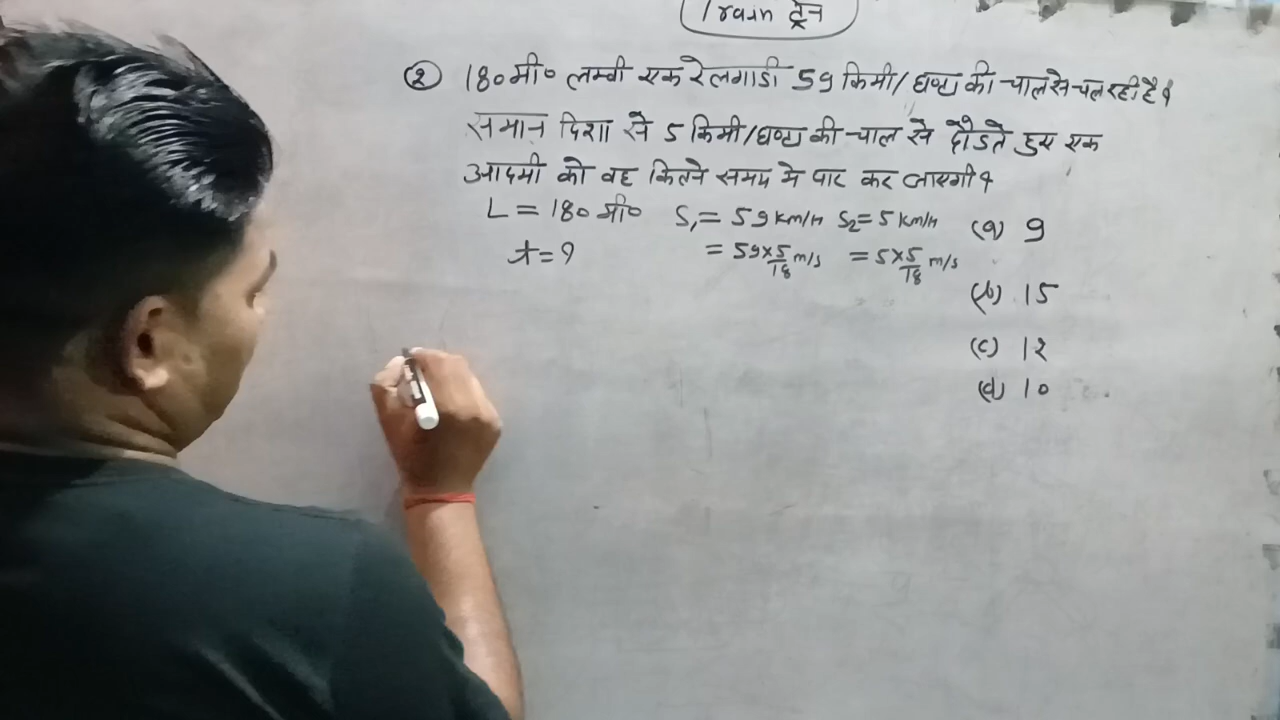 Train ट्रेन
② 180 मी० लम्बी एक रेलगाडी 59 किमी/घण्टा की चाल से चल रही है।
समान दिशा से 5 किमी/घण्टा की चाल से दौडते हुए एक
आदमी को वह कितने समय मे पार कर जाएगी ?
L = 180 मी० S₁ = 59 km/h S₂ = 5 km/h (a) 9
t = ? = 59×5/18 m/s = 5×5/18 m/s
(b) 15
(c) 12
(d) 10